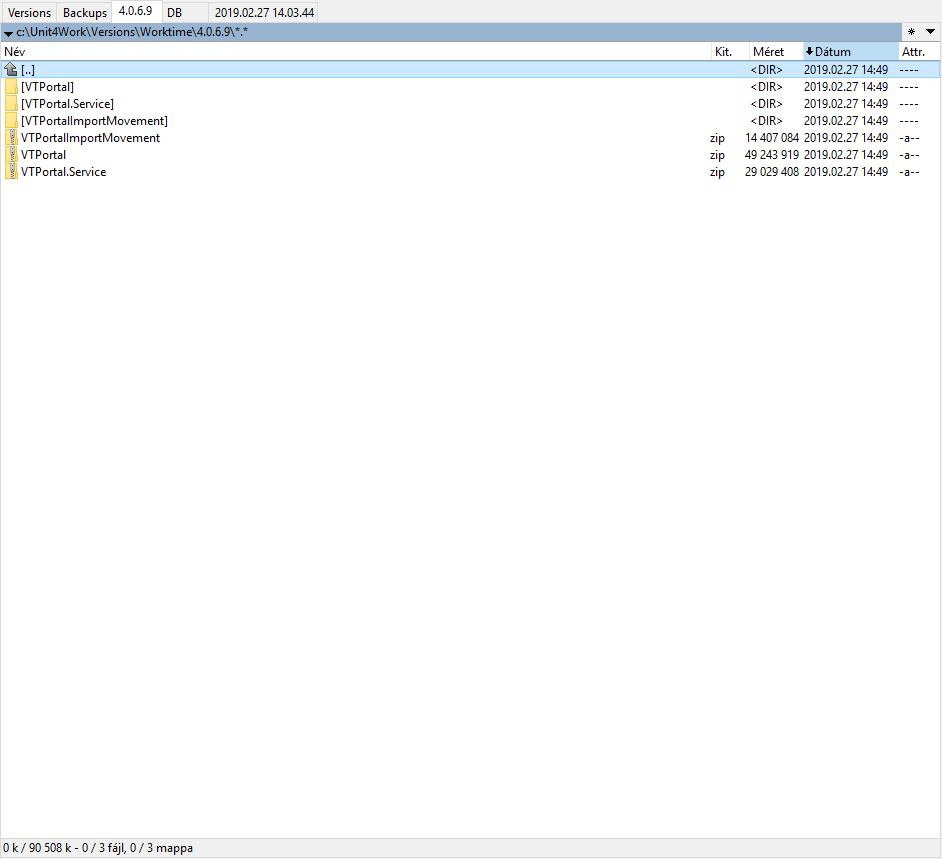 Versions Backups 4.0.6.9 DB 2019.02.27 14.03.44
c:\Unit4Work\Versions\Worktime\4.0.6.9\*.* *
Név Kit. Méret Dátum Attr.
[..] <DIR> 2019.02.27 14:49 ----
[VTPortal] <DIR> 2019.02.27 14:49 ----
[VTPortal.Service] <DIR> 2019.02.27 14:49 ----
[VTPortalImportMovement] <DIR> 2019.02.27 14:49 ----
VTPortalImportMovement zip 14 407 084 2019.02.27 14:49 -a--
VTPortal zip 49 243 919 2019.02.27 14:49 -a--
VTPortal.Service zip 29 029 408 2019.02.27 14:49 -a--
0 k / 90 508 k - 0 / 3 fájl, 0 / 3 mappa